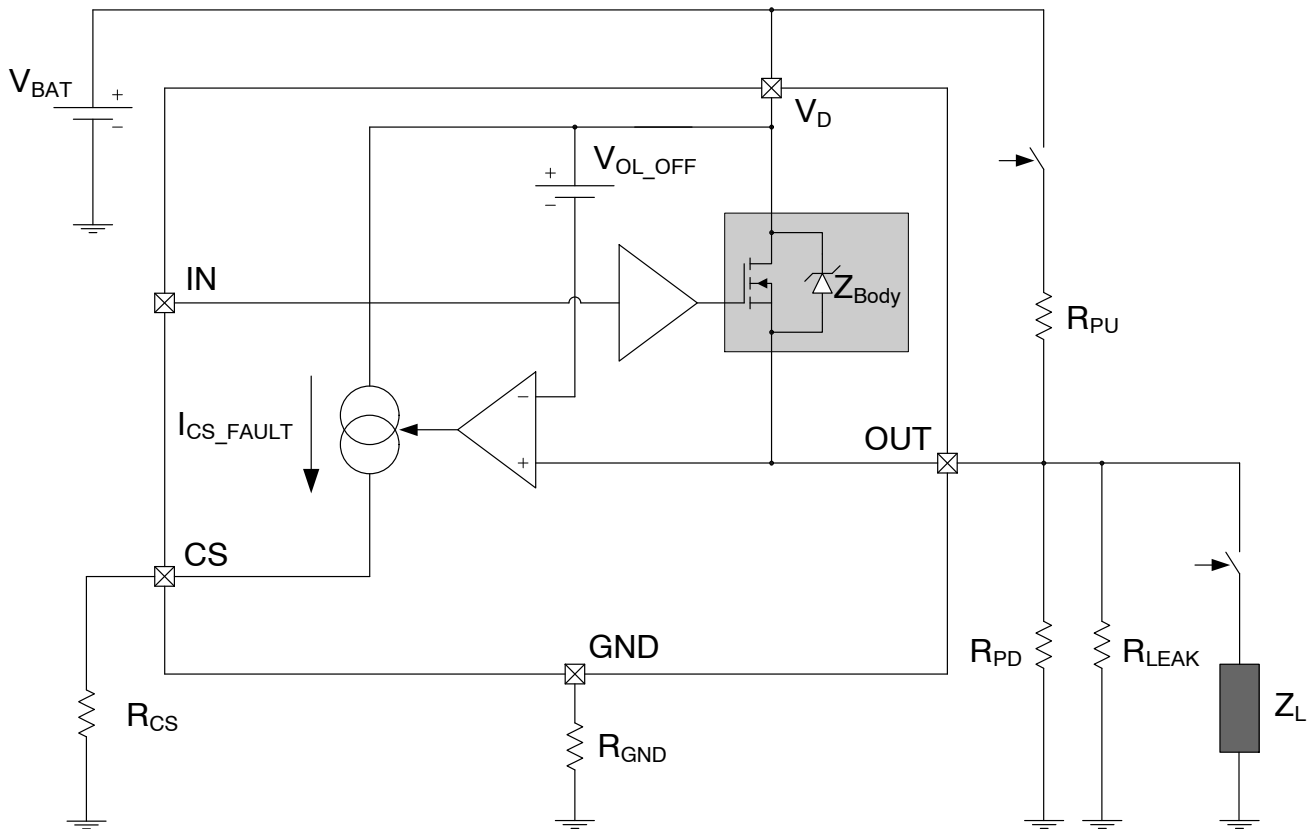 V_BAT
+
−
V_D
V_OL_OFF
+
−
IN
Z_Body
R_PU
I_CS_FAULT
−
+
OUT
CS
GND
R_PD
R_LEAK
Z_L
R_CS
R_GND